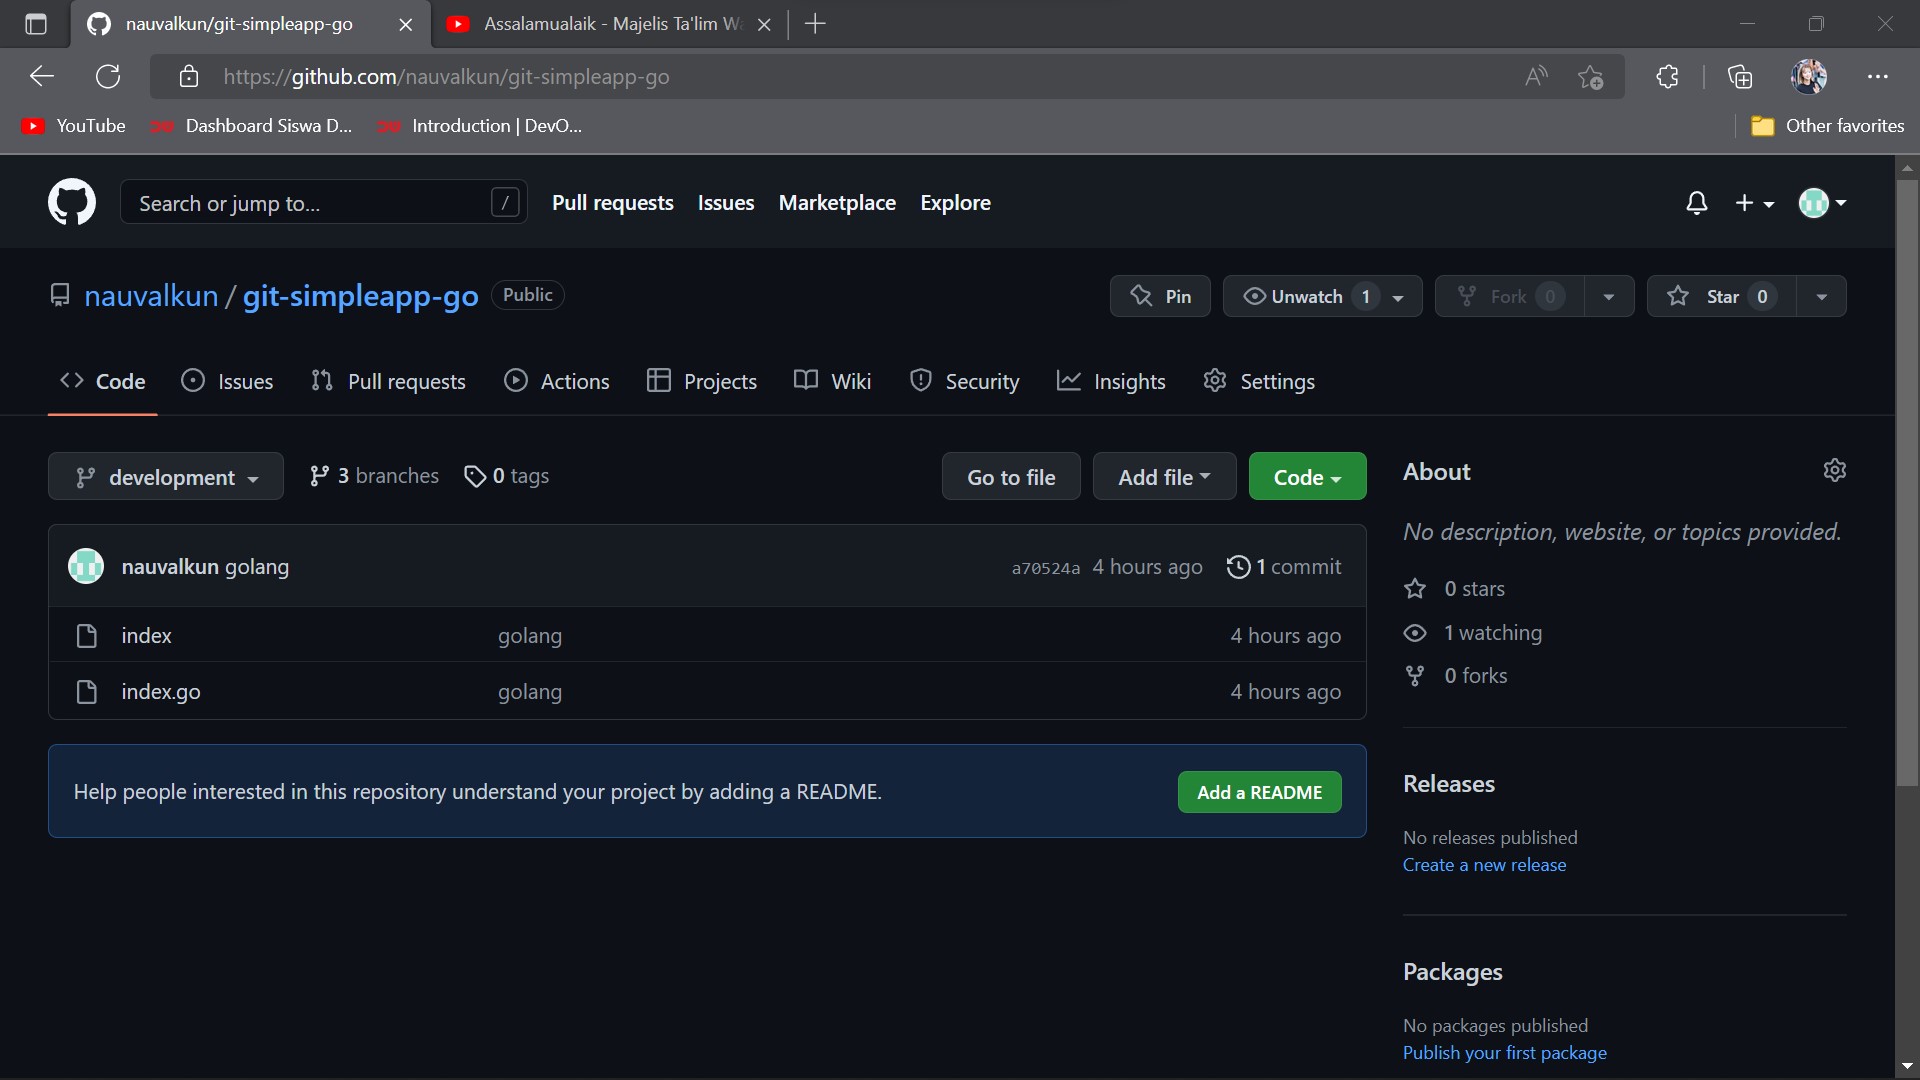 nauvalkun/git-simpleapp-go
Assalamualaik - Majelis Ta'lim
https://github.com/nauvalkun/git-simpleapp-go
YouTube
Dashboard Siswa D...
Introduction | DevO...
Other favorites
Search or jump to... /
Pull requests Issues Marketplace Explore
nauvalkun / git-simpleapp-go Public
Pin
Unwatch 1
Fork 0
Star 0
Code Issues Pull requests Actions Projects Wiki Security Insights Settings
development 3 branches 0 tags
Go to file Add file Code
nauvalkun golang a70524a 4 hours ago 1 commit
index golang 4 hours ago
index.go golang 4 hours ago
Help people interested in this repository understand your project by adding a README. Add a README
About
No description, website, or topics provided.
0 stars
1 watching
0 forks
Releases
No releases published
Create a new release
Packages
No packages published
Publish your first package